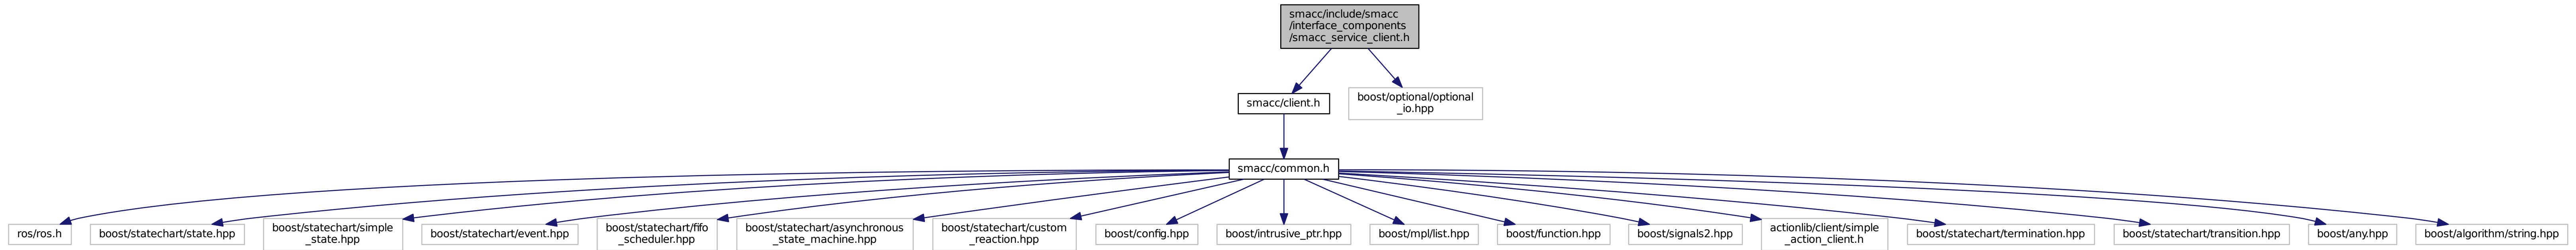 smacc/include/smacc
/interface_components
/smacc_service_client.h
smacc/client.h
boost/optional/optional
_io.hpp
smacc/common.h
ros/ros.h
boost/statechart/state.hpp
boost/statechart/simple
_state.hpp
boost/statechart/event.hpp
boost/statechart/fifo
_scheduler.hpp
boost/statechart/asynchronous
_state_machine.hpp
boost/statechart/custom
_reaction.hpp
boost/config.hpp
boost/intrusive_ptr.hpp
boost/mpl/list.hpp
boost/function.hpp
boost/signals2.hpp
actionlib/client/simple
_action_client.h
boost/statechart/termination.hpp
boost/statechart/transition.hpp
boost/any.hpp
boost/algorithm/string.hpp